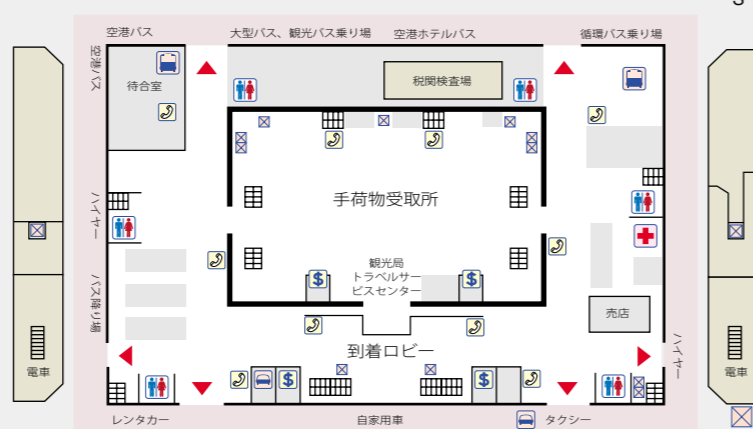 S
空港バス
大型バス、観光バス乗り場
空港ホテルバス
循環バス乗り場
空港バス
待合室
税関検査場
手荷物受取所
ハイヤー
観光局
トラベルサー
ビスセンター
バス降り場
売店
到着ロビー
ハイヤー
電車
電車
レンタカー
自家用車
タクシー